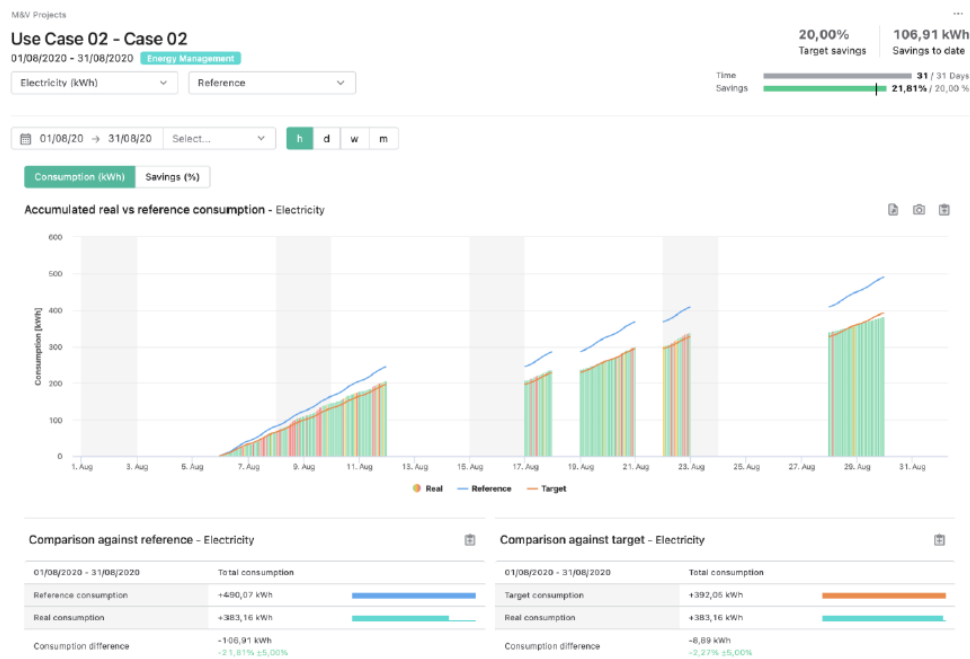 M&V Projects
Use Case 02 - Case 02
01/08/2020 - 31/08/2020 Energy Management
Electricity (kWh) Reference
20,00% 106,91 kWh
Target savings Savings to date
Time 31 / 31 Days
Savings 21,81% / 20,00 %
01/08/20 → 31/08/20 Select... h d w m
Consumption (kWh) Savings (%)
Accumulated real vs reference consumption - Electricity
Consumption [kWh]
600
500
400
300
200
100
0
1. Aug 3. Aug 5. Aug 7. Aug 9. Aug 11. Aug 13. Aug 15. Aug 17. Aug 19. Aug 21. Aug 23. Aug 25. Aug 27. Aug 29. Aug 31. Aug
Real Reference Target
Comparison against reference - Electricity
01/08/2020 - 31/08/2020 Total consumption
Reference consumption +490,07 kWh
Real consumption +383,16 kWh
Consumption difference -106,91 kWh
-21,81% ±5,00%
Comparison against target - Electricity
01/08/2020 - 31/08/2020 Total consumption
Target consumption +392,05 kWh
Real consumption +383,16 kWh
Consumption difference -8,89 kWh
-2,27% ±5,00%